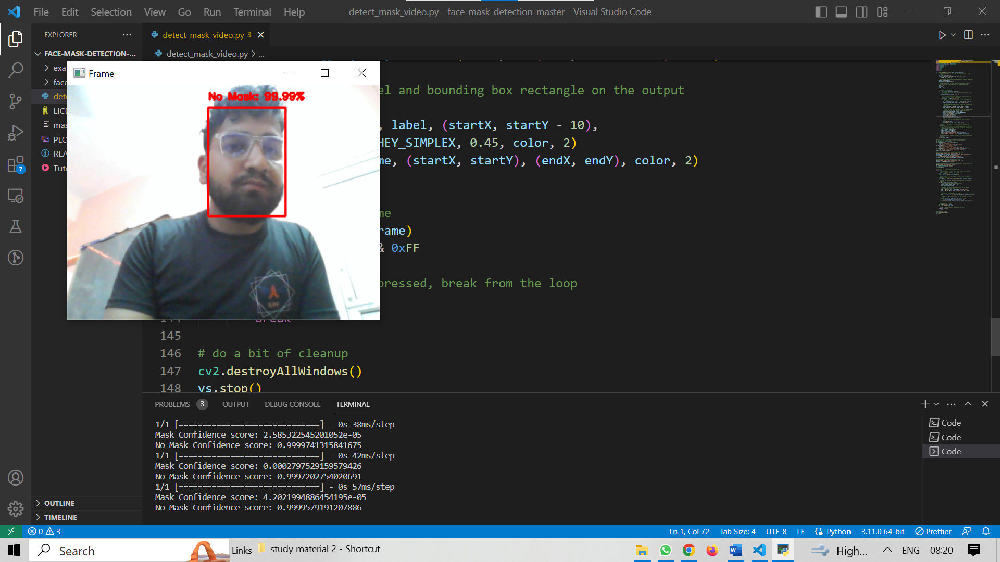 File Edit Selection View Go Run Terminal Help
detect_mask_video.py - face-mask-detection-master - Visual Studio Code
EXPLORER
detect_mask_video.py 3
FACE-MASK-DETECTION-...
detect_mask_video.py > ...
exa
face
dete
LICE
mas
PLO
REA
Tuto
7
Frame
No Mask: 99.99%
el and bounding box rectangle on the output
, label, (startX, startY - 10),
HEY_SIMPLEX, 0.45, color, 2)
me, (startX, startY), (endX, endY), color, 2)
me
rame)
& 0xFF
pressed, break from the loop
144 break
145
146 # do a bit of cleanup
147 cv2.destroyAllWindows()
148 vs.stop()
PROBLEMS 3 OUTPUT DEBUG CONSOLE TERMINAL
1/1 [==============================] - 0s 38ms/step
Mask Confidence score: 2.585322545201052e-05
No Mask Confidence score: 0.9999741315841675
1/1 [==============================] - 0s 42ms/step
Mask Confidence score: 0.0002797529159579426
No Mask Confidence score: 0.9997202754020691
1/1 [==============================] - 0s 57ms/step
Mask Confidence score: 4.2021994886454195e-05
No Mask Confidence score: 0.9999579191207886
Code
Code
Code
OUTLINE
TIMELINE
0 3
Ln 1, Col 72 Tab Size: 4 UTF-8 LF Python 3.11.0 64-bit Prettier
Search
Links study material 2 - Shortcut
High... ENG 08:20